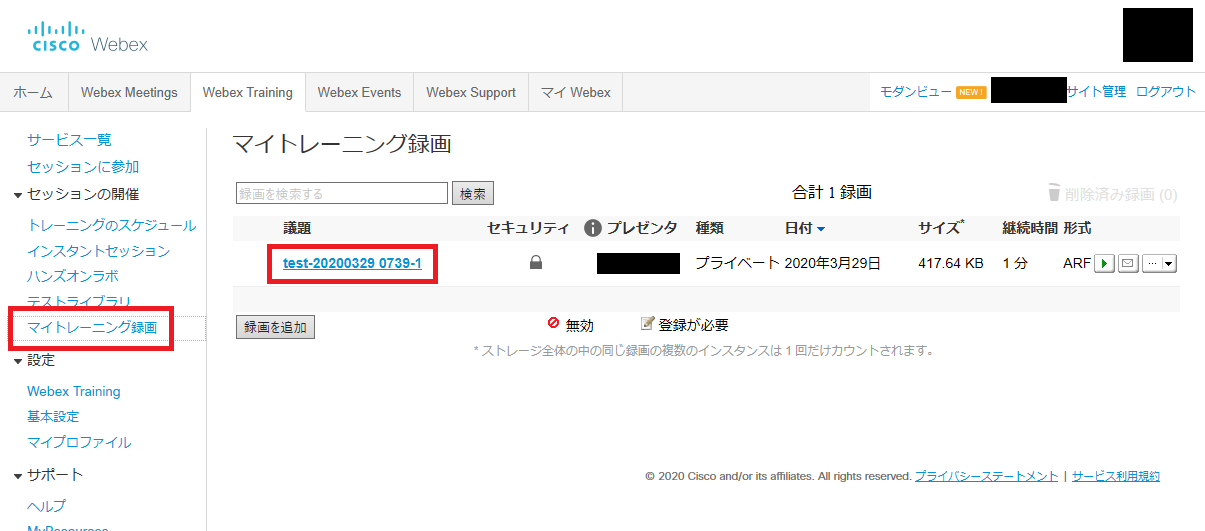 CISCO Webex
ホーム Webex Meetings Webex Training Webex Events Webex Support マイ Webex モダンビュー NEW! サイト管理 ログアウト
サービス一覧
セッションに参加
セッションの開催
トレーニングのスケジュール
インスタントセッション
ハンズオンラボ
テストライブラリ
マイトレーニング録画
設定
Webex Training
基本設定
マイプロファイル
サポート
ヘルプ
MyResources
マイトレーニング録画
録画を検索する 検索 合計 1 録画 削除済み録画 (0)
議題 セキュリティ プレゼンタ 種類 日付 サイズ* 継続時間 形式
test-20200329 0739-1 プライベート 2020年3月29日 417.64 KB 1 分 ARF
録画を追加 無効 登録が必要
* ストレージ全体の中の同じ録画の複数のインスタンスは 1 回だけカウントされます。
© 2020 Cisco and/or its affiliates. All rights reserved. プライバシーステートメント | サービス利用規約